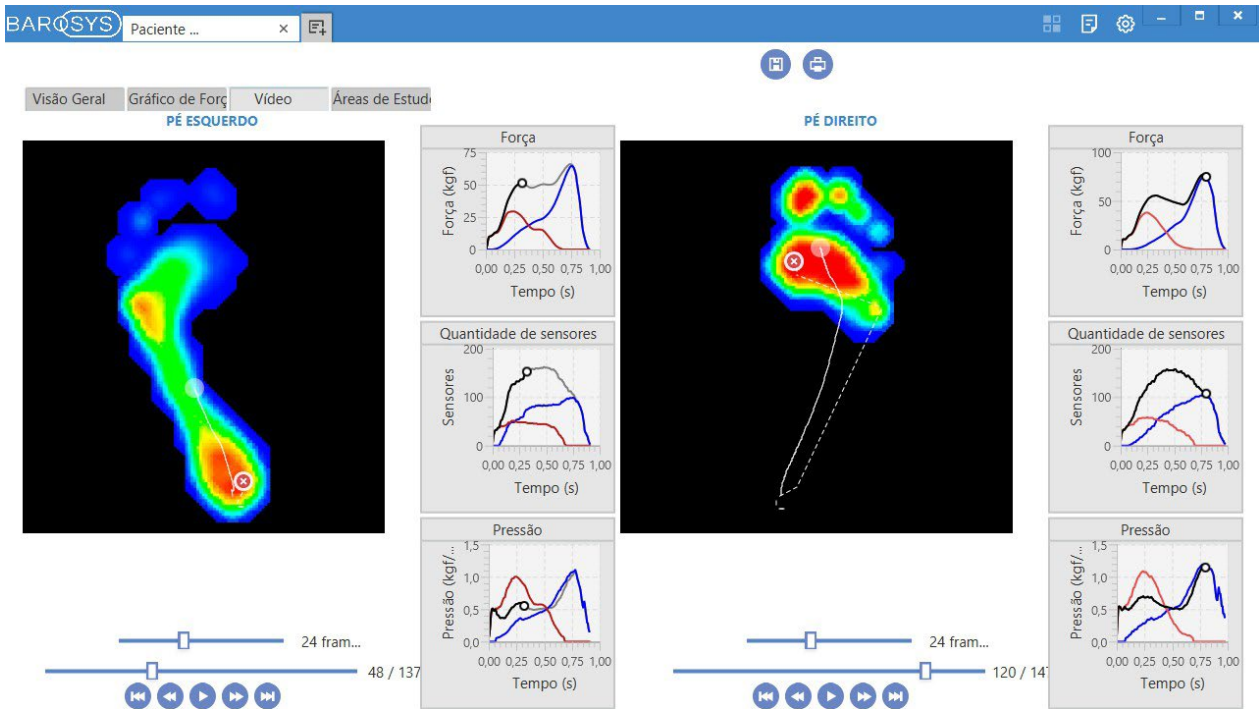 BAROSYS Paciente ...
Visão Geral Gráfico de Forç Vídeo Áreas de Estud
PÉ ESQUERDO
Força
Força (kgf)
75
50
25
0
0,00 0,25 0,50 0,75 1,00
Tempo (s)
Quantidade de sensores
Sensores
200
100
0
0,00 0,25 0,50 0,75 1,00
Tempo (s)
Pressão
Pressão (kgf/...
1,5
1,0
0,5
0,0
0,00 0,25 0,50 0,75 1,00
Tempo (s)
24 fram...
48 / 137
PÉ DIREITO
Força
Força (kgf)
100
50
0
0,00 0,25 0,50 0,75 1,00
Tempo (s)
Quantidade de sensores
Sensores
200
100
0
0,00 0,25 0,50 0,75 1,00
Tempo (s)
Pressão
Pressão (kgf/...
1,5
1,0
0,5
0,0
0,00 0,25 0,50 0,75 1,00
Tempo (s)
24 fram...
120 / 147